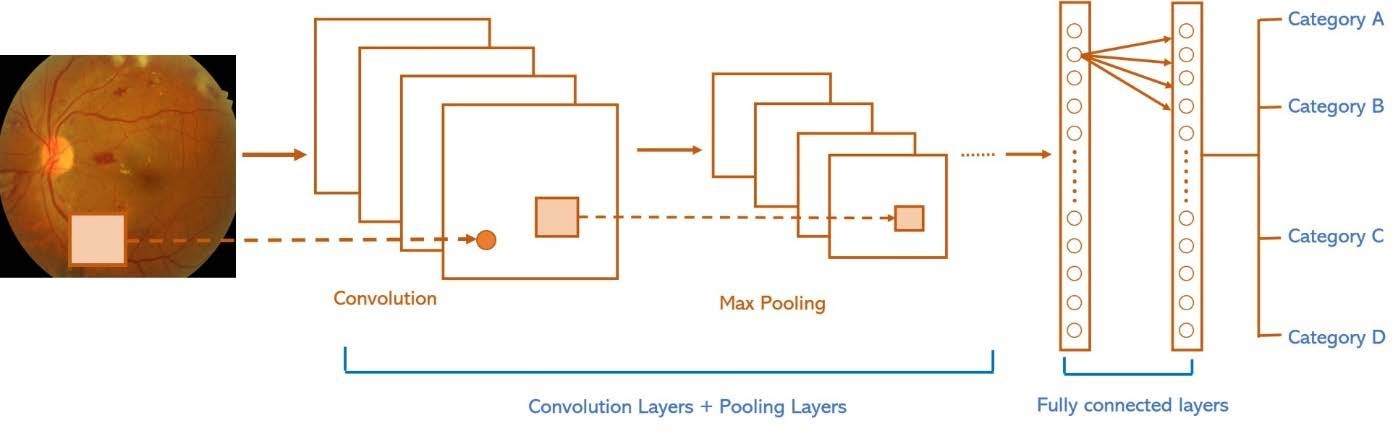 Category A
Category B
Category C
Category D
Convolution
Max Pooling
Convolution Layers + Pooling Layers
Fully connected layers